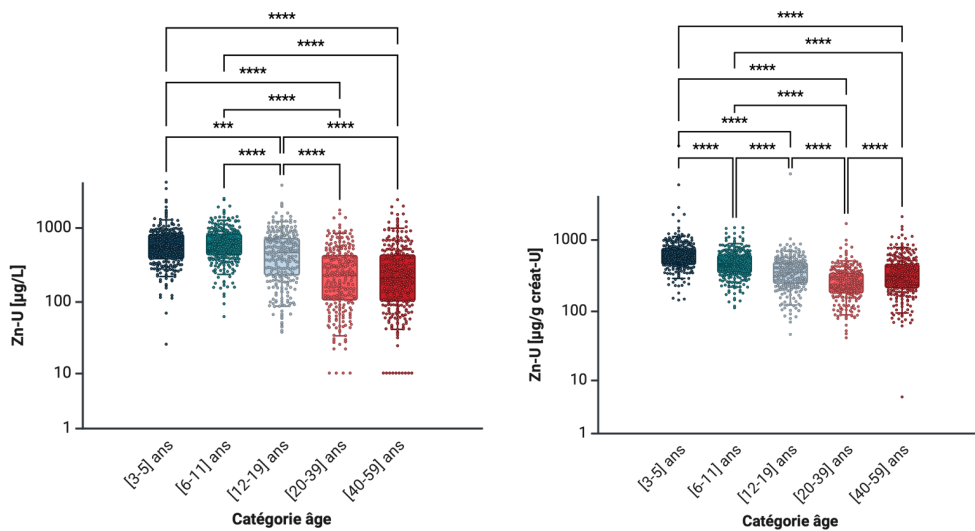 ****
****
****
****
*** ****
**** ****
Zn-U [µg/L]
1000
100
10
1
[3-5] ans
[6-11] ans
[12-19] ans
[20-39] ans
[40-59] ans
Catégorie âge
****
****
****
****
****
**** **** **** ****
Zn-U [µg/g créat-U]
1000
100
10
1
[3-5] ans
[6-11] ans
[12-19] ans
[20-39] ans
[40-59] ans
Catégorie âge